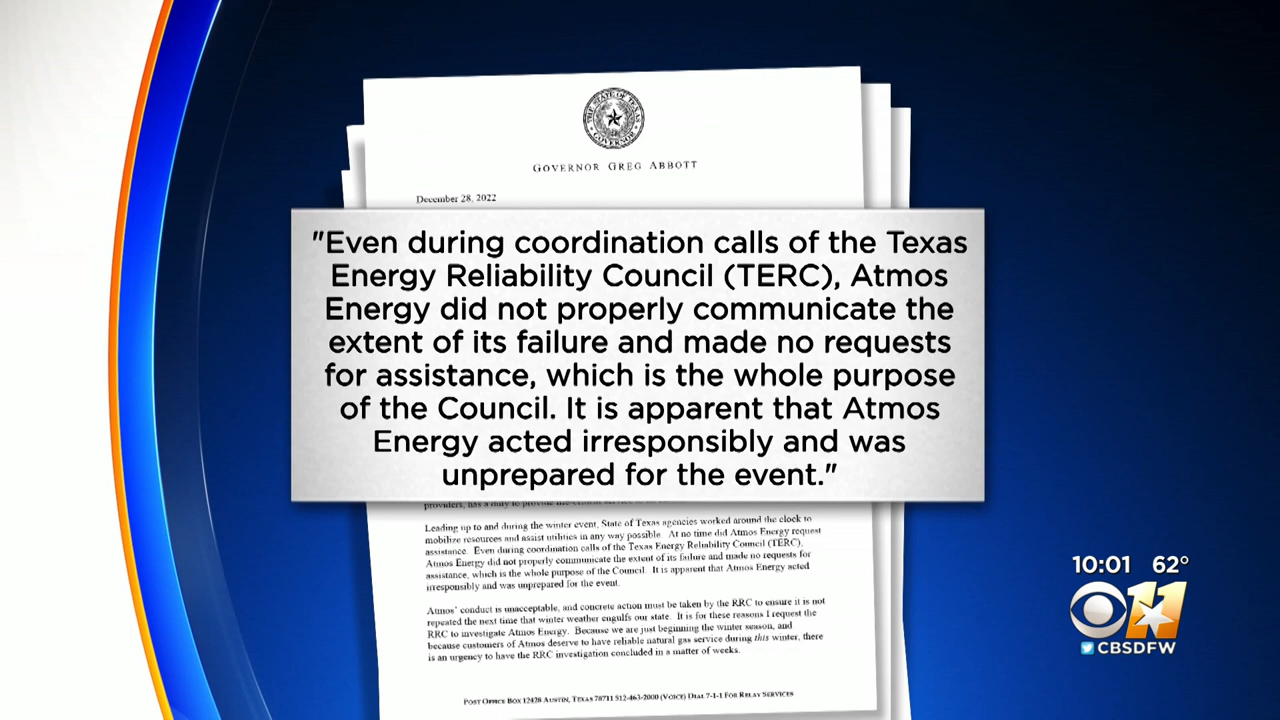 THE STATE OF TEXAS
GOVERNOR
GOVERNOR GREG ABBOTT
December 28, 2022
"Even during coordination calls of the Texas
Energy Reliability Council (TERC), Atmos
Energy did not properly communicate the
extent of its failure and made no requests
for assistance, which is the whole purpose
of the Council. It is apparent that Atmos
Energy acted irresponsibly and was
unprepared for the event."
providers, has a duty to provide
Leading up to and during the winter event, State of Texas agencies worked around the clock to
mobilize resources and assist utilities in any way possible. At no time did Atmos Energy request
assistance. Even during coordination calls of the Texas Energy Reliability Council (TERC),
Atmos Energy did not properly communicate the extent of its failure and made no requests for
assistance, which is the whole purpose of the Council. It is apparent that Atmos Energy acted
irresponsibly and was unprepared for the event.
Atmos' conduct is unacceptable, and concrete action must be taken by the RRC to ensure it is not
repeated the next time that winter weather engulfs our state. It is for these reasons I request the
RRC to investigate Atmos Energy. Because we are just beginning the winter season, and
because customers of Atmos deserve to have reliable natural gas service during this winter, there
is an urgency to have the RRC investigation concluded in a matter of weeks.
POST OFFICE BOX 12428 AUSTIN, TEXAS 78711 512-463-2000 (VOICE) DIAL 7-1-1 FOR RELAY SERVICES
10:01 62°
11
CBSDFW